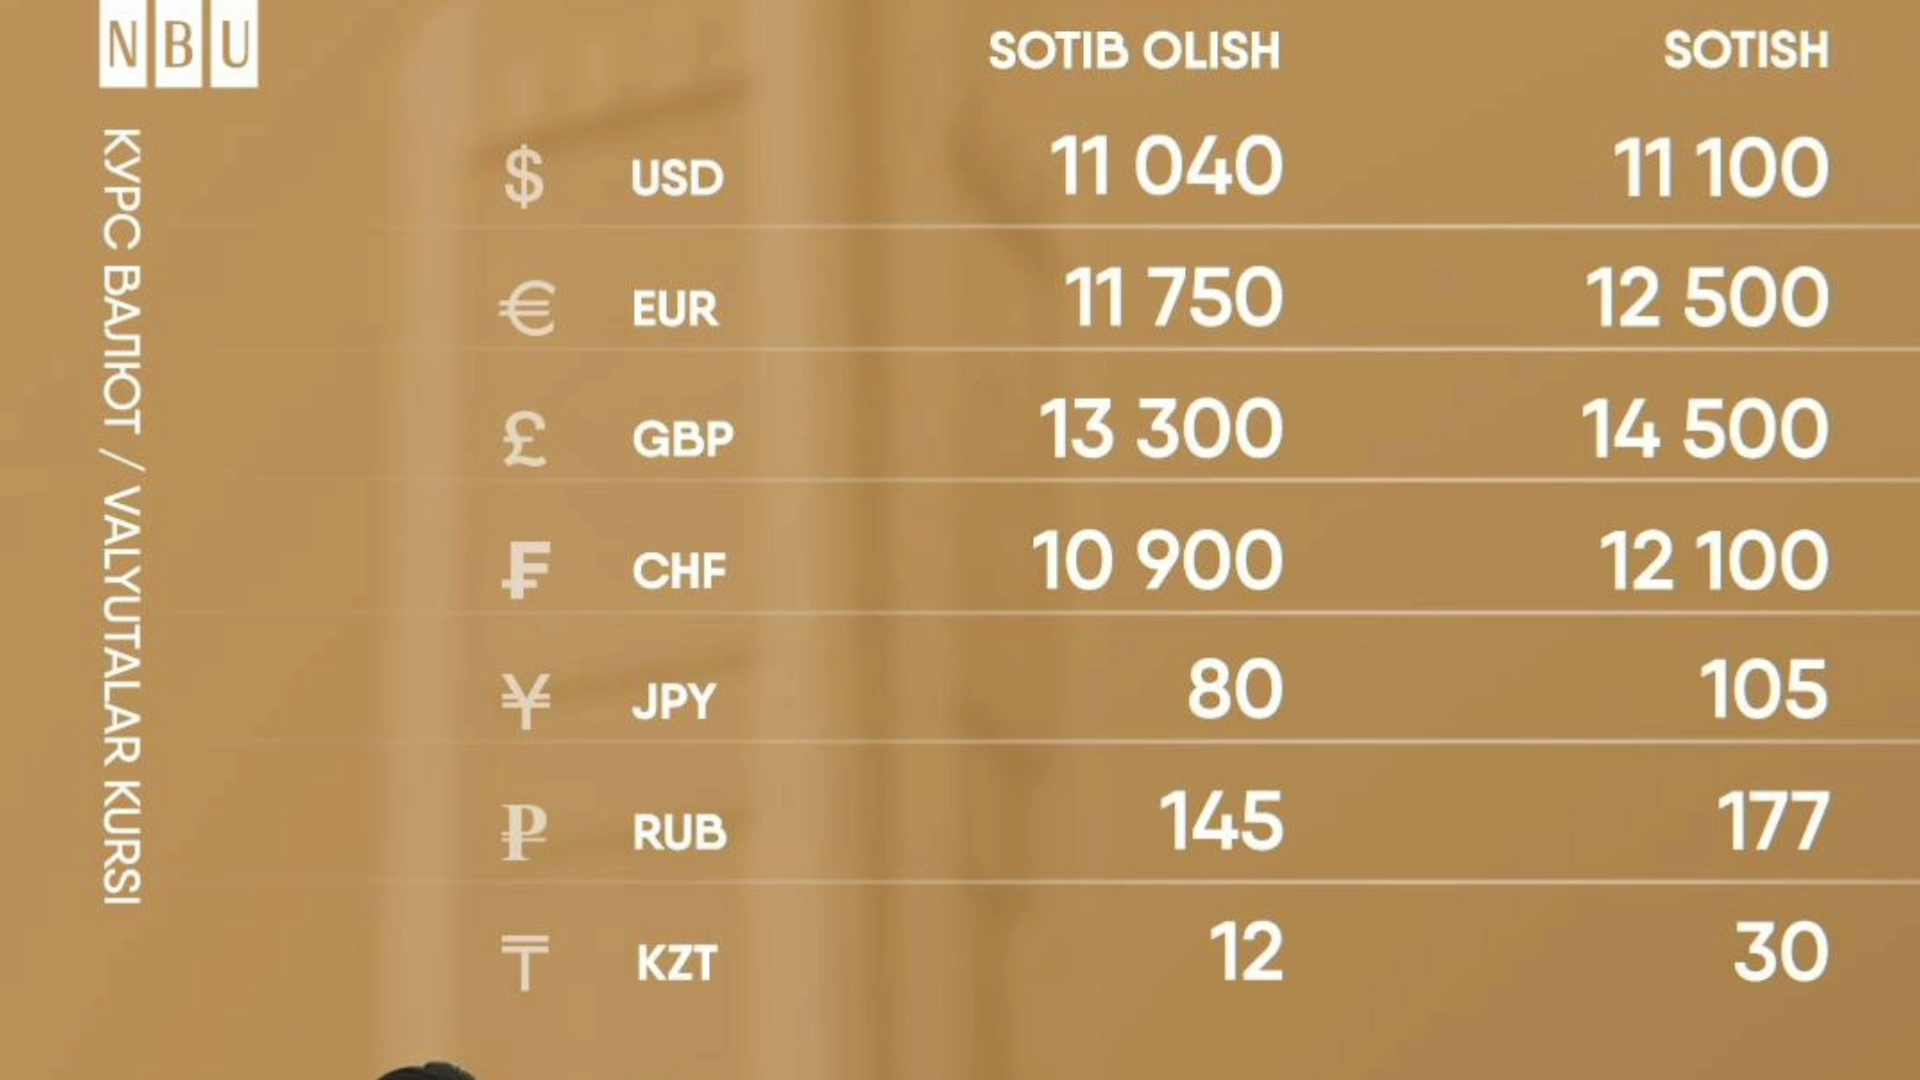 NBU
КУРС ВАЛЮТ / VALYUTALAR KURSI
SOTIB OLISH SOTISH
$ USD 11 040 11 100
€ EUR 11 750 12 500
£ GBP 13 300 14 500
₣ CHF 10 900 12 100
¥ JPY 80 105
₽ RUB 145 177
₸ KZT 12 30